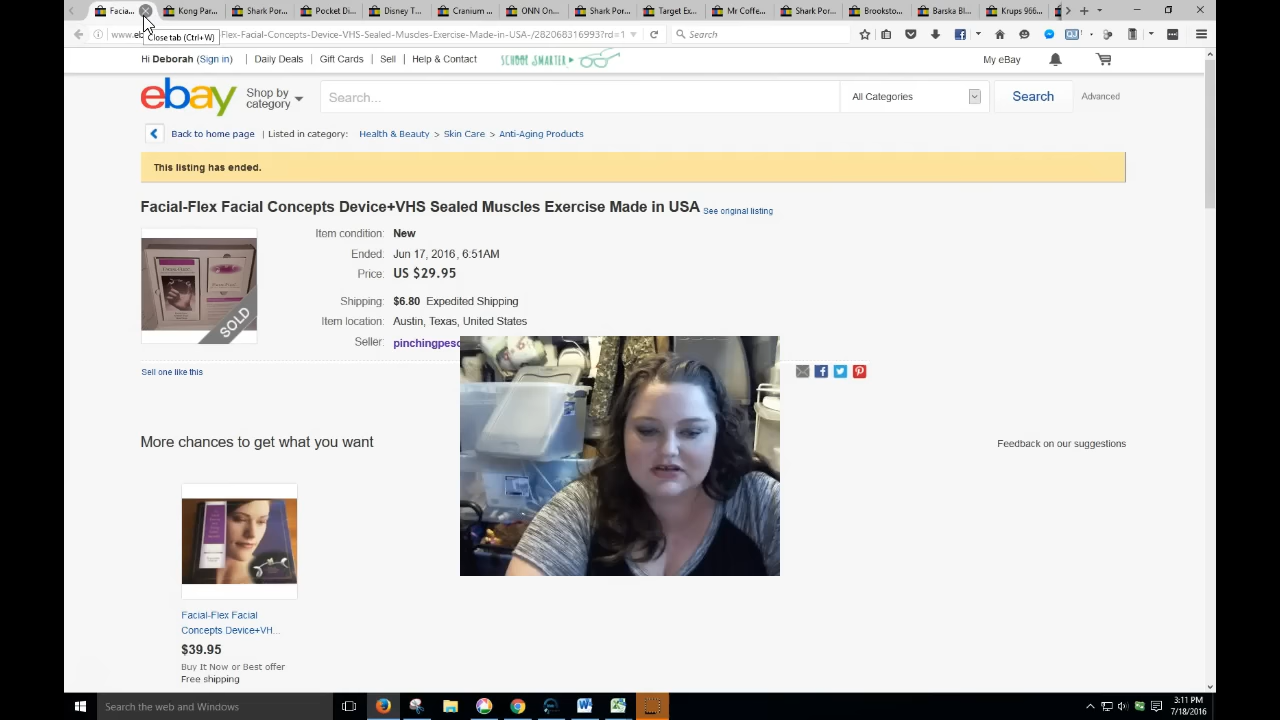 Facia...
Kong Par...
Shark Por...
Pocket Di...
Disney T...
Cranium ...
ONN On...
Shark Por...
Target Ex...
Mr Coffee...
Shark Por...
Brooksto...
Barska Bl...
Krups 966...
Close tab (Ctrl+W)
Flex-Facial-Concepts-Device-VHS-Sealed-Muscles-Exercise-Made-in-USA-/282068316993?rd=1
Search
Hi Deborah (Sign in)
Daily Deals
Gift Cards
Sell
Help & Contact
SCHOOL SMARTER
My eBay
ebay
Shop by category
Search...
All Categories
Search
Advanced
Back to home page | Listed in category: Health & Beauty > Skin Care > Anti-Aging Products
This listing has ended.
Facial-Flex Facial Concepts Device+VHS Sealed Muscles Exercise Made in USA See original listing
Item condition: New
Ended: Jun 17, 2016, 6:51AM
Price: US $29.95
Shipping: $6.80 Expedited Shipping
Item location: Austin, Texas, United States
Seller: pinchingpes
SOLD
Sell one like this
More chances to get what you want
Feedback on our suggestions
Facial-Flex Facial
Concepts Device+VH...
$39.95
Buy It Now or Best offer
Free shipping
Search the web and Windows
3:11 PM
7/18/2016